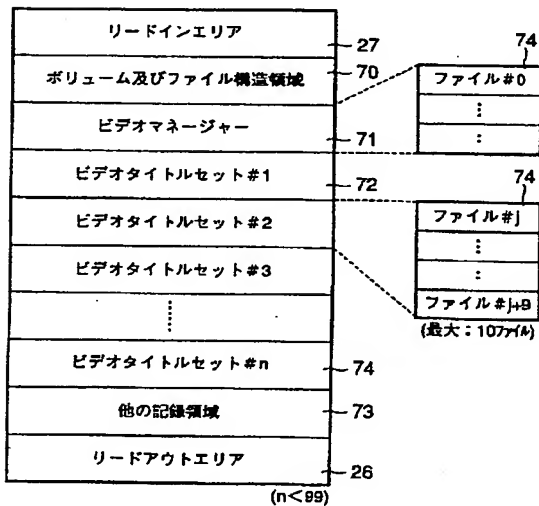 リードインエリア
27
ボリューム及びファイル構造領域
70
ビデオマネージャー
71
ビデオタイトルセット#1
72
ビデオタイトルセット#2
ビデオタイトルセット#3
ビデオタイトルセット#n
74
他の記録領域
73
リードアウトエリア
26
(n<99)
74
ファイル#0
74
ファイル#j
ファイル#j+9
(最大:10ファイル)